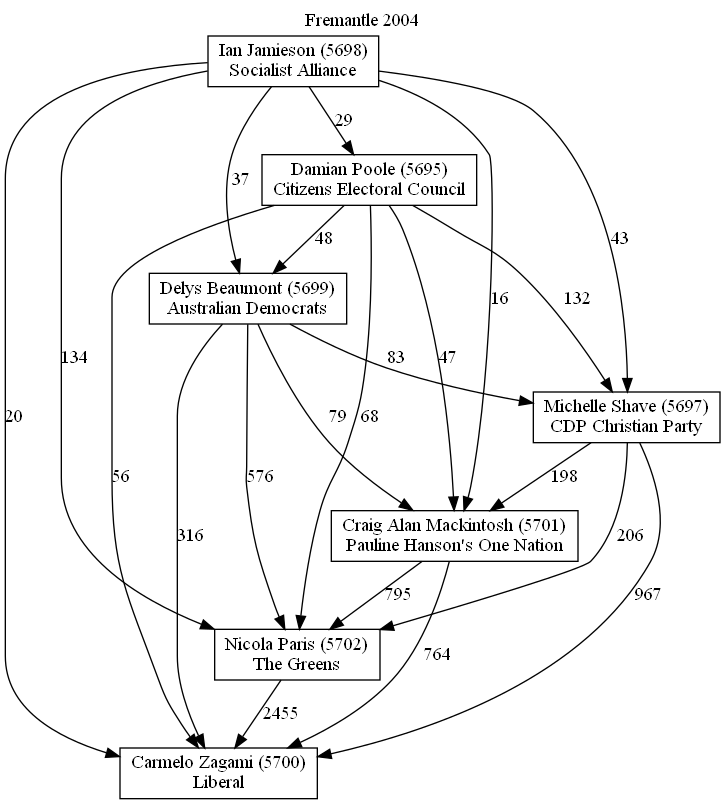 Fremantle 2004
Ian Jamieson (5698)
Socialist Alliance
29
Damian Poole (5695)
Citizens Electoral Council
37
48
43
Delys Beaumont (5699)
Australian Democrats
16
132
134
83
47
Michelle Shave (5697)
CDP Christian Party
20
79
68
56
576
198
Craig Alan Mackintosh (5701)
Pauline Hanson's One Nation
316
206
795
967
Nicola Paris (5702)
The Greens
764
2455
Carmelo Zagami (5700)
Liberal